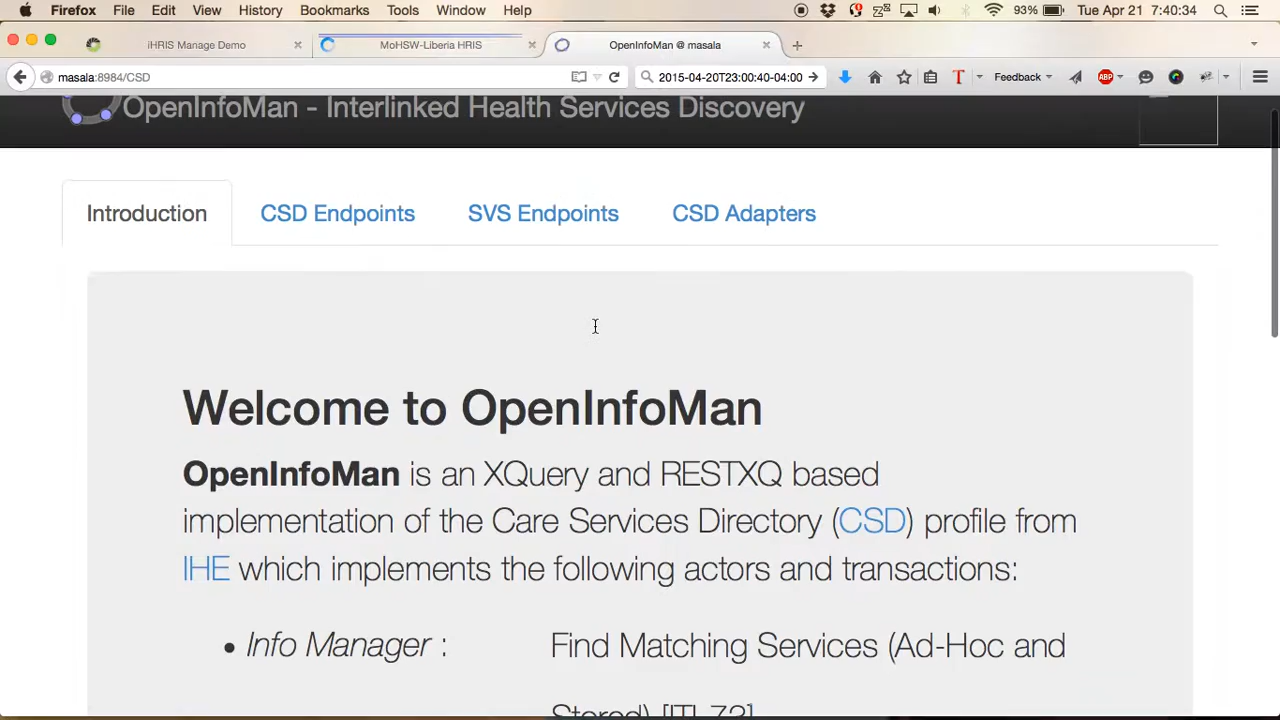 Firefox File Edit View History Bookmarks Tools Window Help 93% Tue Apr 21 7:40:34
iHRIS Manage Demo MoHSW-Liberia HRIS OpenInfoMan @ masala
masala:8984/CSD 2015-04-20T23:00:40-04:00 T Feedback ABP
OpenInfoMan - Interlinked Health Services Discovery
Introduction CSD Endpoints SVS Endpoints CSD Adapters
Welcome to OpenInfoMan
OpenInfoMan is an XQuery and RESTXQ based
implementation of the Care Services Directory (CSD) profile from
IHE which implements the following actors and transactions:
• Info Manager : Find Matching Services (Ad-Hoc and
Stored) [ITI-73]